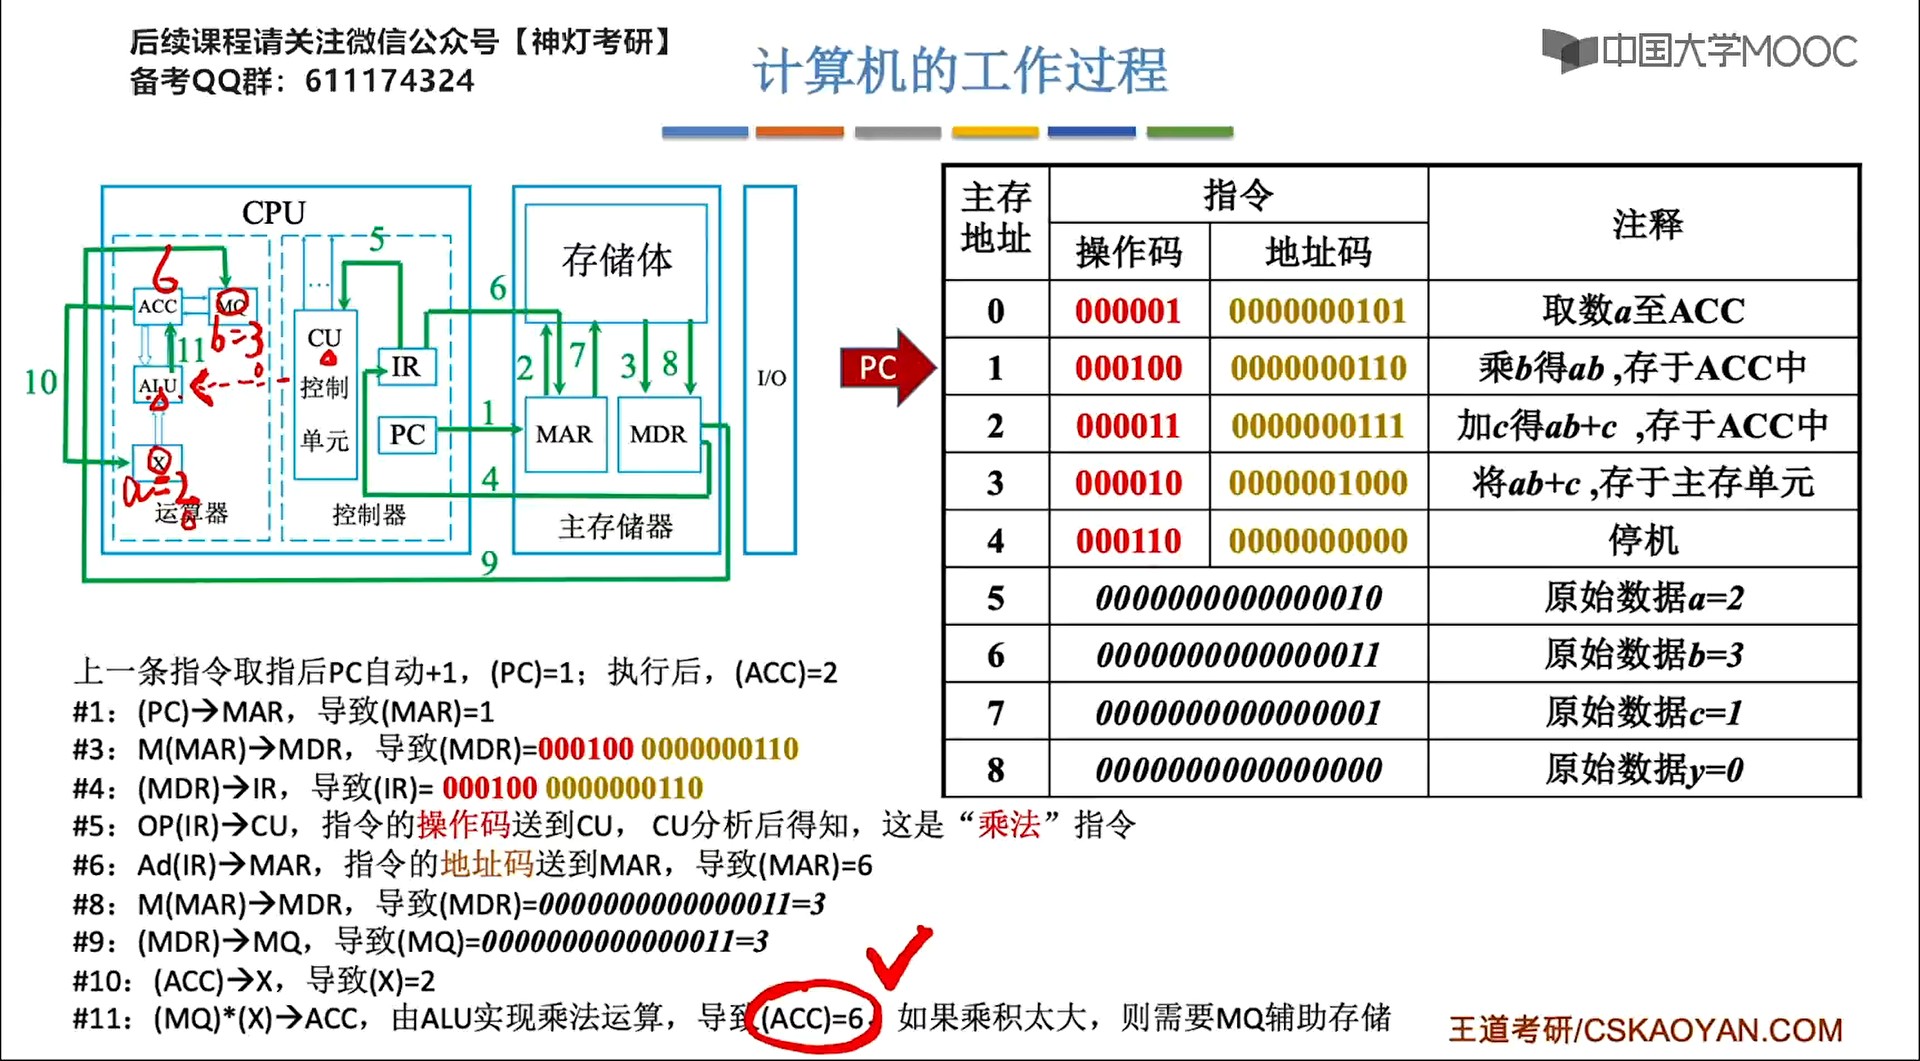 后续课程请关注微信公众号【神灯考研】
备考QQ群：611174324
计算机的工作过程
中国大学MOOC
CPU
ACC
MQ
ALU
X
运算器
CU
控制
单元
...
IR
PC
控制器
存储体
MAR
MDR
主存储器
I/O
1
2
3
4
5
6
7
8
9
10
11
6
b=3
a=2
PC
主存地址 指令 注释
操作码 地址码
0 000001 0000000101 取数a至ACC
1 000100 0000000110 乘b得ab ,存于ACC中
2 000011 0000000111 加c得ab+c ,存于ACC中
3 000010 0000001000 将ab+c ,存于主存单元
4 000110 0000000000 停机
5 0000000000000010 原始数据a=2
6 0000000000000011 原始数据b=3
7 0000000000000001 原始数据c=1
8 0000000000000000 原始数据y=0
上一条指令取指后PC自动+1，(PC)=1；执行后，(ACC)=2
#1：(PC)→MAR，导致(MAR)=1
#3：M(MAR)→MDR，导致(MDR)=000100 0000000110
#4：(MDR)→IR，导致(IR)= 000100 0000000110
#5：OP(IR)→CU，指令的操作码送到CU，CU分析后得知，这是“乘法”指令
#6：Ad(IR)→MAR，指令的地址码送到MAR，导致(MAR)=6
#8：M(MAR)→MDR，导致(MDR)=0000000000000011=3
#9：(MDR)→MQ，导致(MQ)=0000000000000011=3
#10：(ACC)→X，导致(X)=2
#11：(MQ)*(X)→ACC，由ALU实现乘法运算，导致(ACC)=6，如果乘积太大，则需要MQ辅助存储
王道考研/CSKAOYAN.COM